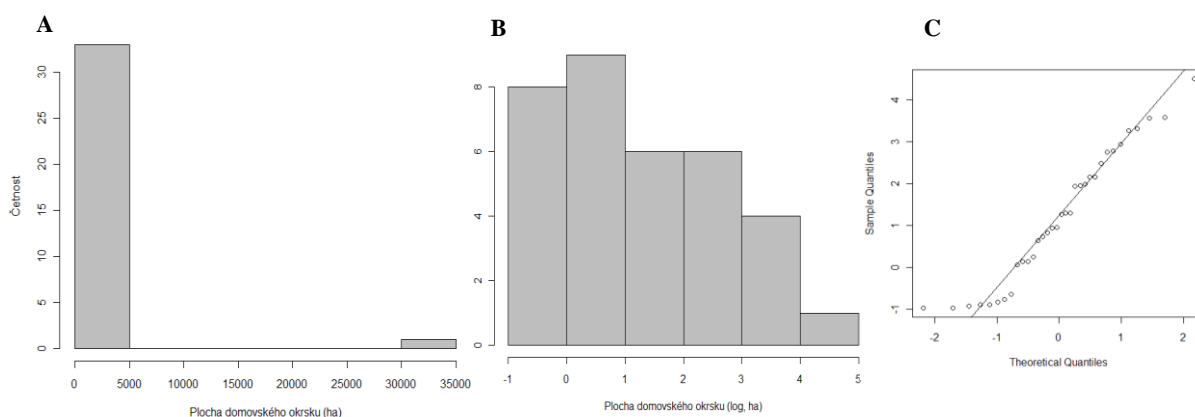 A
Četnost
0 5 10 15 20 25 30
0 5000 10000 15000 20000 25000 30000 35000
Plocha domovského okrsku (ha)
B
0 2 4 6 8
-1 0 1 2 3 4 5
Plocha domovského okrsku (log, ha)
C
Sample Quantiles
-1 0 1 2 3 4
-2 -1 0 1 2
Theoretical Quantiles